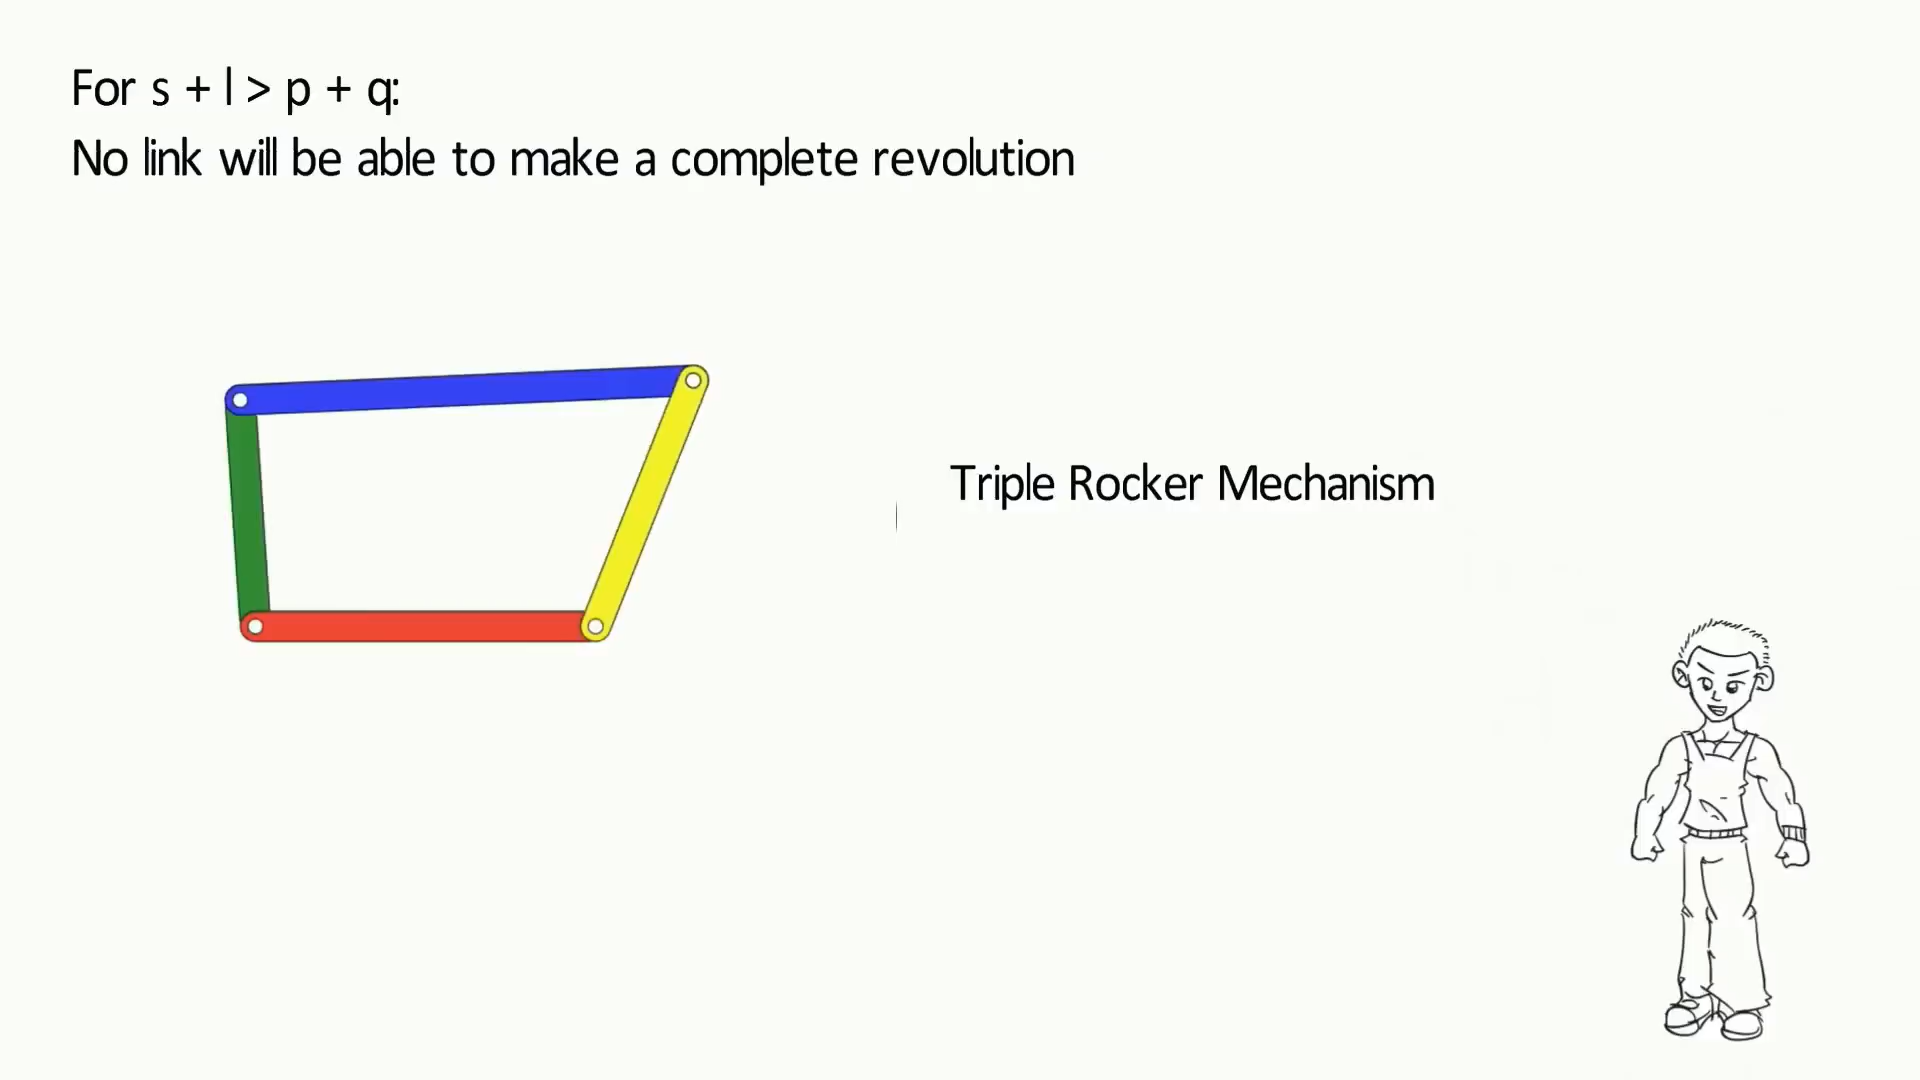 For s + l > p + q:
No link will be able to make a complete revolution
Triple Rocker Mechanism